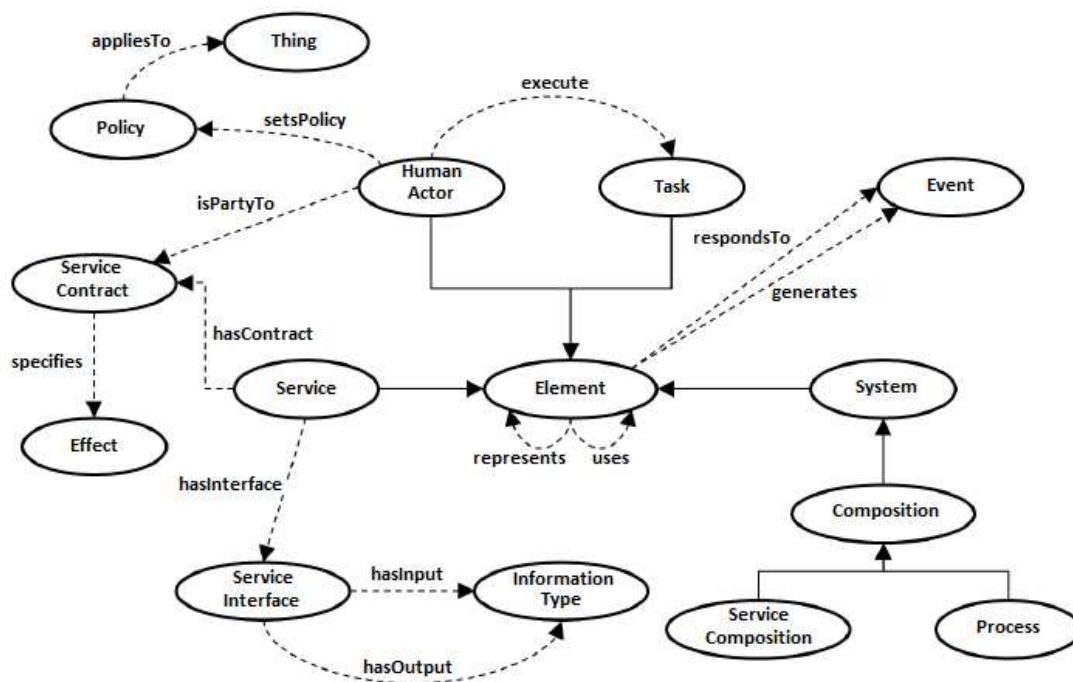 appliesTo
Thing
execute
Policy
setsPolicy
Human
Actor
Task
Event
isPartyTo
respondsTo
Service
Contract
generates
hasContract
specifies
Service
Element
System
Effect
represents
uses
hasInterface
Composition
Service
Interface
hasInput
Information
Type
Service
Composition
Process
hasOutput